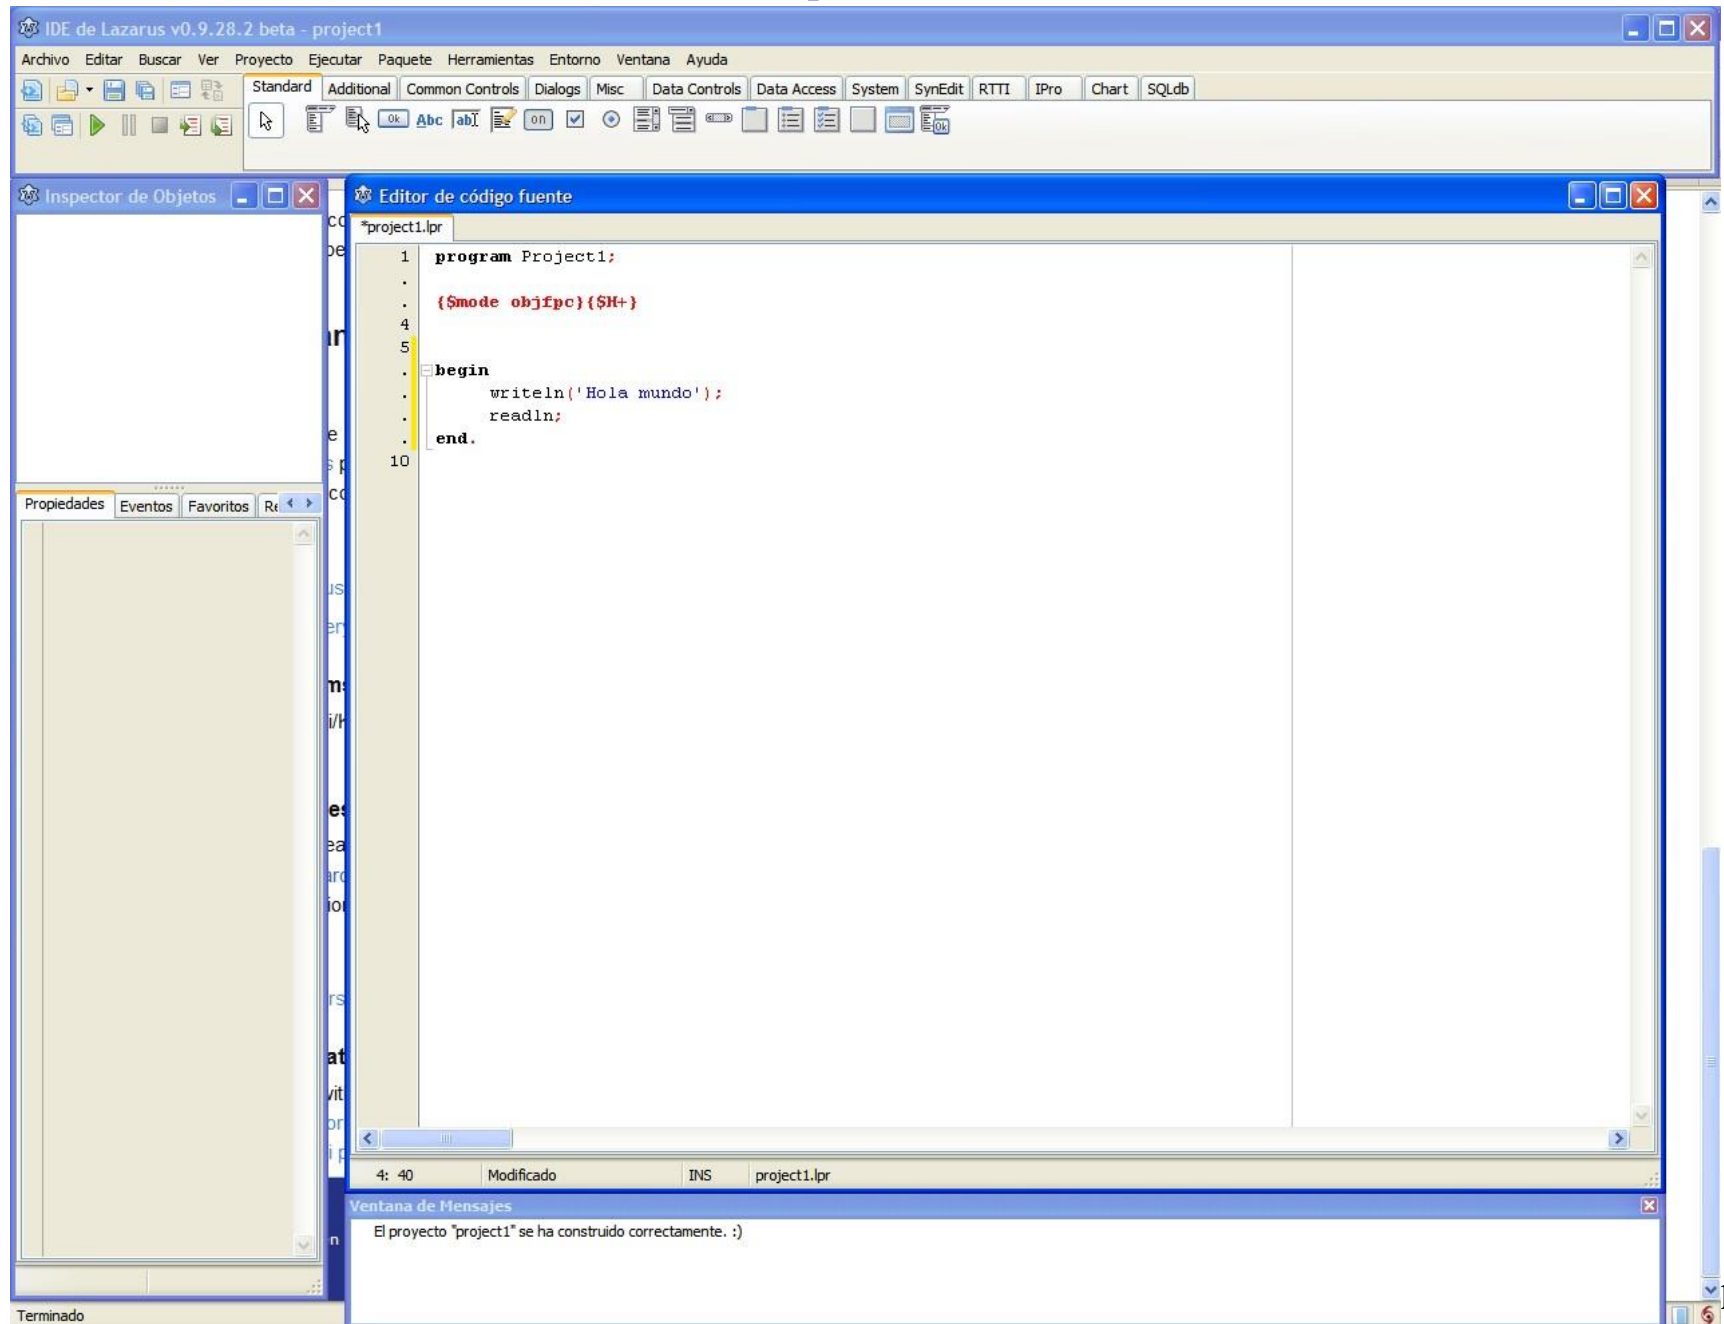 IDE de Lazarus v0.9.28.2 beta - project1
Archivo Editar Buscar Ver Proyecto Ejecutar Paquete Herramientas Entorno Ventana Ayuda
Standard Additional Common Controls Dialogs Misc Data Controls Data Access System SynEdit RTTI IPro Chart SQLdb
Ok Abc abI on Ok
Inspector de Objetos
Propiedades Eventos Favoritos
Editor de código fuente
*project1.lpr
1 program Project1;
.
. {$mode objfpc}{$H+}
4
5
. begin
. writeln('Hola mundo');
. readln;
. end.
10
4: 40 Modificado INS project1.lpr
Ventana de Mensajes
El proyecto "project1" se ha construido correctamente. :)
Terminado